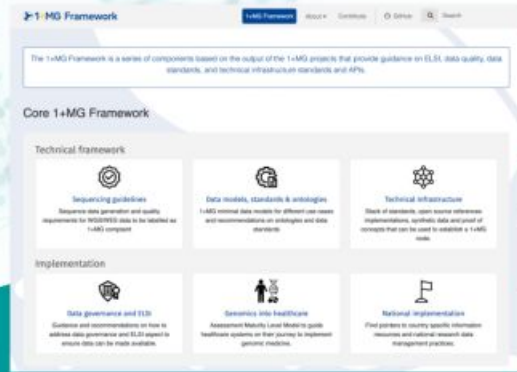 1+MG Framework
1+MG Framework About Contribute GitHub Search
The 1+MG Framework is a series of components based on the output of the 1+MG projects that provide guidance on ELSI, data quality, data
standards, and technical infrastructure standards and APIs.
Core 1+MG Framework
Technical framework
Sequencing guidelines
Sequence data generation and quality
requirements for WGS/WES data to be labelled as
1+MG compliant
Data models, standards & ontologies
1+MG minimal data models for different use cases
and recommendations on ontologies and data
standards
Technical infrastructure
Stack of standards, open source references
implementations, synthetic data and proof of
concepts that can be used to establish a 1+MG
node.
Implementation
Data governance and ELSI
Guidance and recommendations on how to
address data governance and ELSI aspect to
ensure data can be made available.
Genomics into healthcare
Assessment Maturity Level Model to guide
healthcare systems on their journey to implement
genomic medicine.
National implementation
Find pointers to country specific information
resources and national research data
management practices.